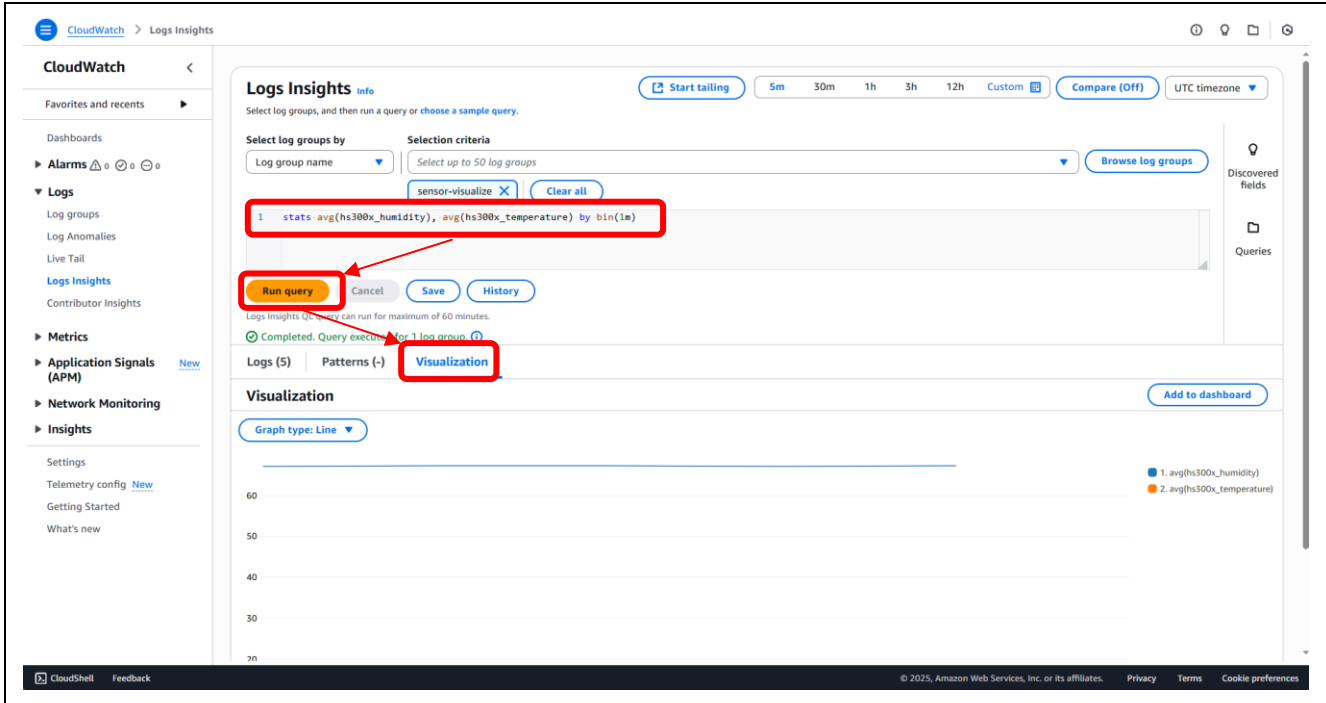 CloudWatch > Logs Insights
CloudWatch
Favorites and recents
Dashboards
Alarms 0 0 0
Logs
Log groups
Log Anomalies
Live Tail
Logs Insights
Contributor Insights
Metrics
Application Signals New
(APM)
Network Monitoring
Insights
Settings
Telemetry config New
Getting Started
What's new
Logs Insights Info
Start tailing 5m 30m 1h 3h 12h Custom Compare (Off) UTC timezone
Select log groups, and then run a query or choose a sample query.
Select log groups by Selection criteria
Log group name Select up to 50 log groups Browse log groups
sensor-visualize Clear all
1 stats avg(hs300x_humidity), avg(hs300x_temperature) by bin(1m)
Discovered
fields
Queries
Run query Cancel Save History
Logs Insights QL query can run for maximum of 60 minutes.
Completed. Query executed for 1 log group.
Logs (5) Patterns (-) Visualization
Visualization Add to dashboard
Graph type: Line
1. avg(hs300x_humidity)
2. avg(hs300x_temperature)
60
50
40
30
20
CloudShell Feedback © 2025, Amazon Web Services, Inc. or its affiliates. Privacy Terms Cookie preferences